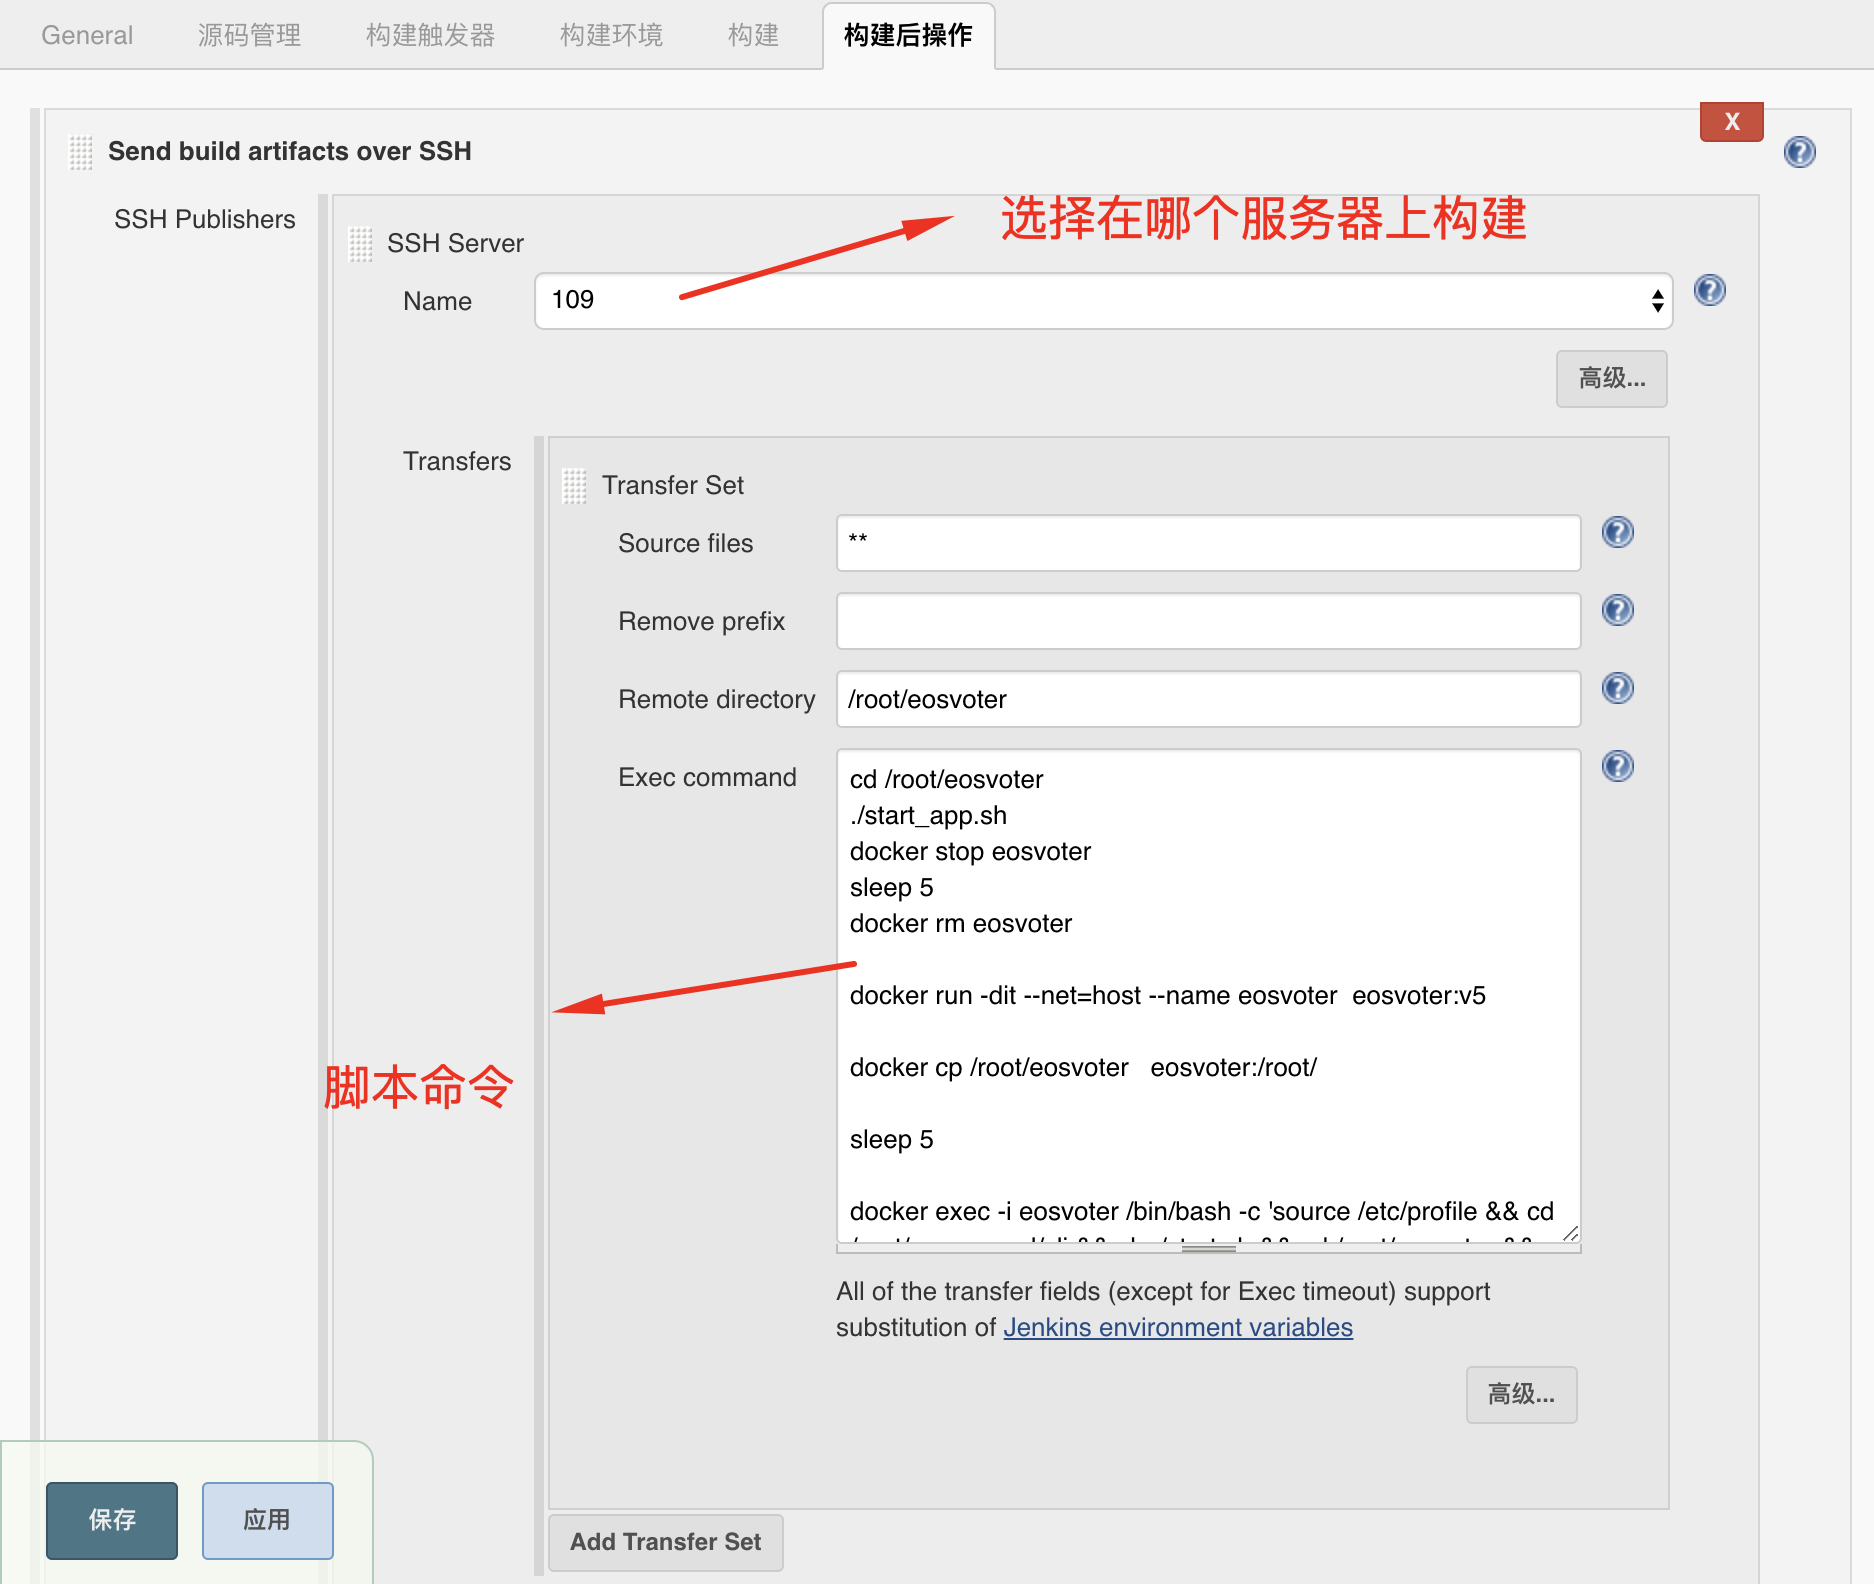 General 源码管理 构建触发器 构建环境 构建 构建后操作
X
Send build artifacts over SSH
SSH Publishers
选择在哪个服务器上构建
SSH Server
Name 109
高级...
Transfers
Transfer Set
Source files **
Remove prefix
Remote directory /root/eosvoter
Exec command
cd /root/eosvoter
./start_app.sh
docker stop eosvoter
sleep 5
docker rm eosvoter
docker run -dit --net=host --name eosvoter  eosvoter:v5
docker cp /root/eosvoter   eosvoter:/root/
脚本命令
sleep 5
docker exec -i eosvoter /bin/bash -c 'source /etc/profile && cd
All of the transfer fields (except for Exec timeout) support
substitution of Jenkins environment variables
高级...
保存 应用
Add Transfer Set